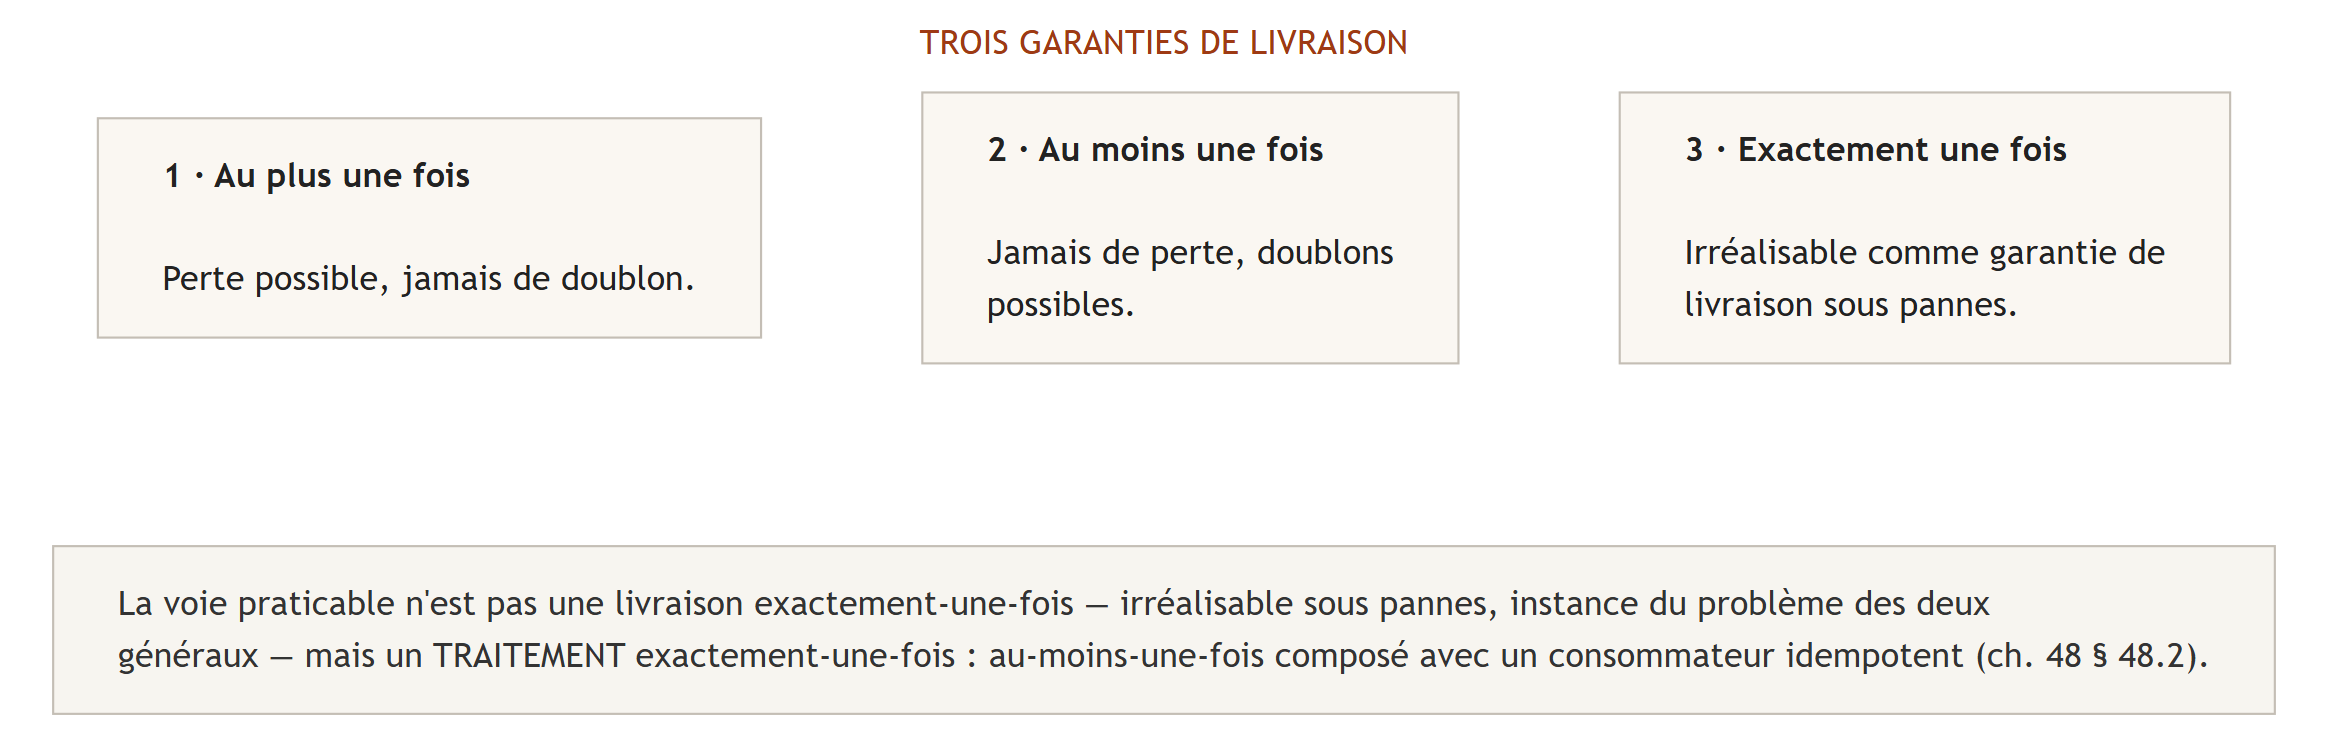 TROIS GARANTIES DE LIVRAISON
1 · Au plus une fois
Perte possible, jamais de doublon.
2 · Au moins une fois
Jamais de perte, doublons
possibles.
3 · Exactement une fois
Irréalisable comme garantie de
livraison sous pannes.
La voie praticable n'est pas une livraison exactement-une-fois — irréalisable sous pannes, instance du problème des deux
généraux — mais un TRAITEMENT exactement-une-fois : au-moins-une-fois composé avec un consommateur idempotent (ch. 48 § 48.2).